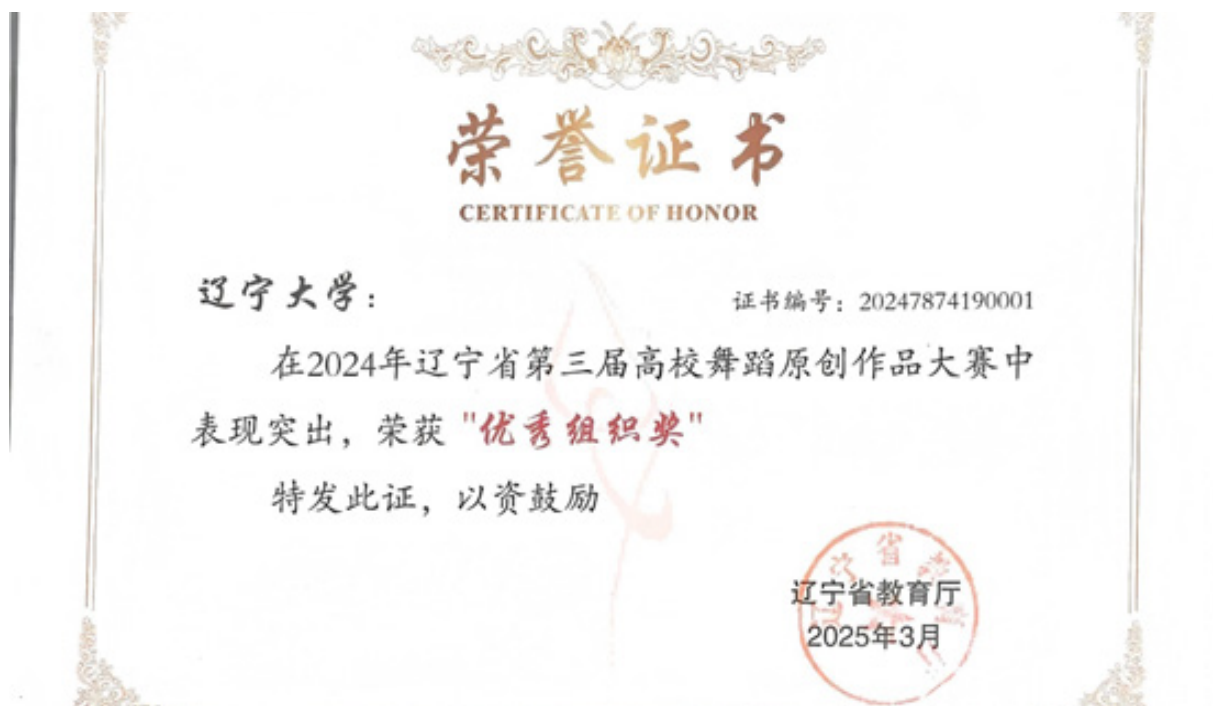 荣誉证书
CERTIFICATE OF HONOR
辽宁大学：
证书编号：20247874190001
在2024年辽宁省第三届高校舞蹈原创作品大赛中
表现突出，荣获"优秀组织奖"
特发此证，以资鼓励
辽宁省教育厅
2025年3月